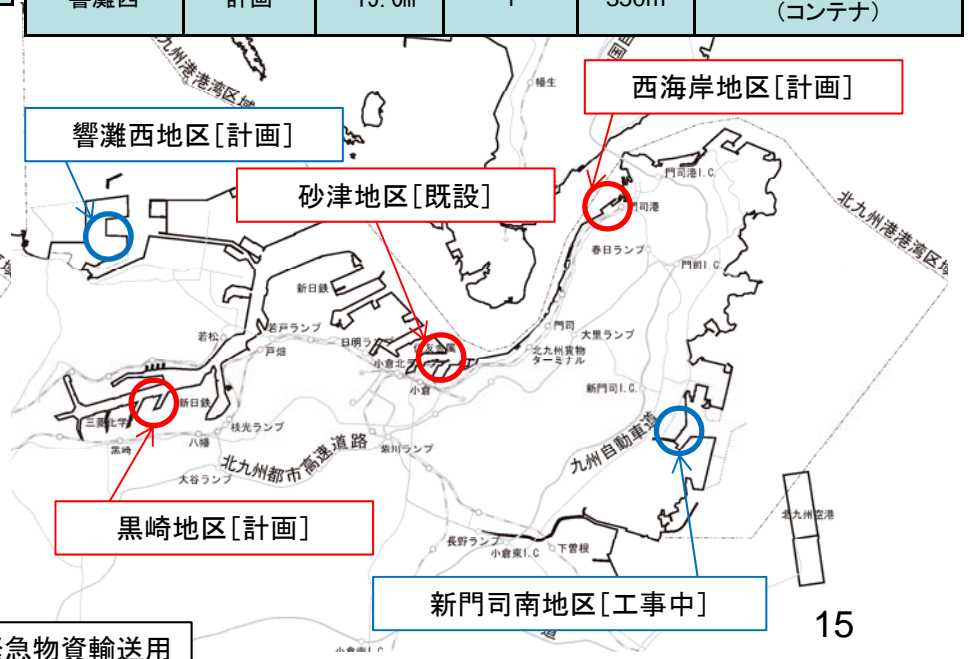 響灘西 計画 350m
(コンテナ)
北九州港港湾区域
幡生
西海岸地区[計画]
響灘西地区[計画]
門司港I.C
砂津地区[既設]
門司港
北九州港港湾区域
春日ランプ
門司I.C
新日鉄
若戸ランプ
若松
日明ランプ
門司
大里ランプ
戸畑
北九州貨物
ターミナル
小倉
新門司I.C
新日鉄
三菱化学
枝光ランプ
黒崎
八幡
紫川ランプ
北九州都市高速道路
九州自動車道
大谷ランプ
黒崎地区[計画]
北九州空港
長野ランプ
小倉東I.C
下曽根
新門司南地区[工事中]
道
15
急物資輸送用